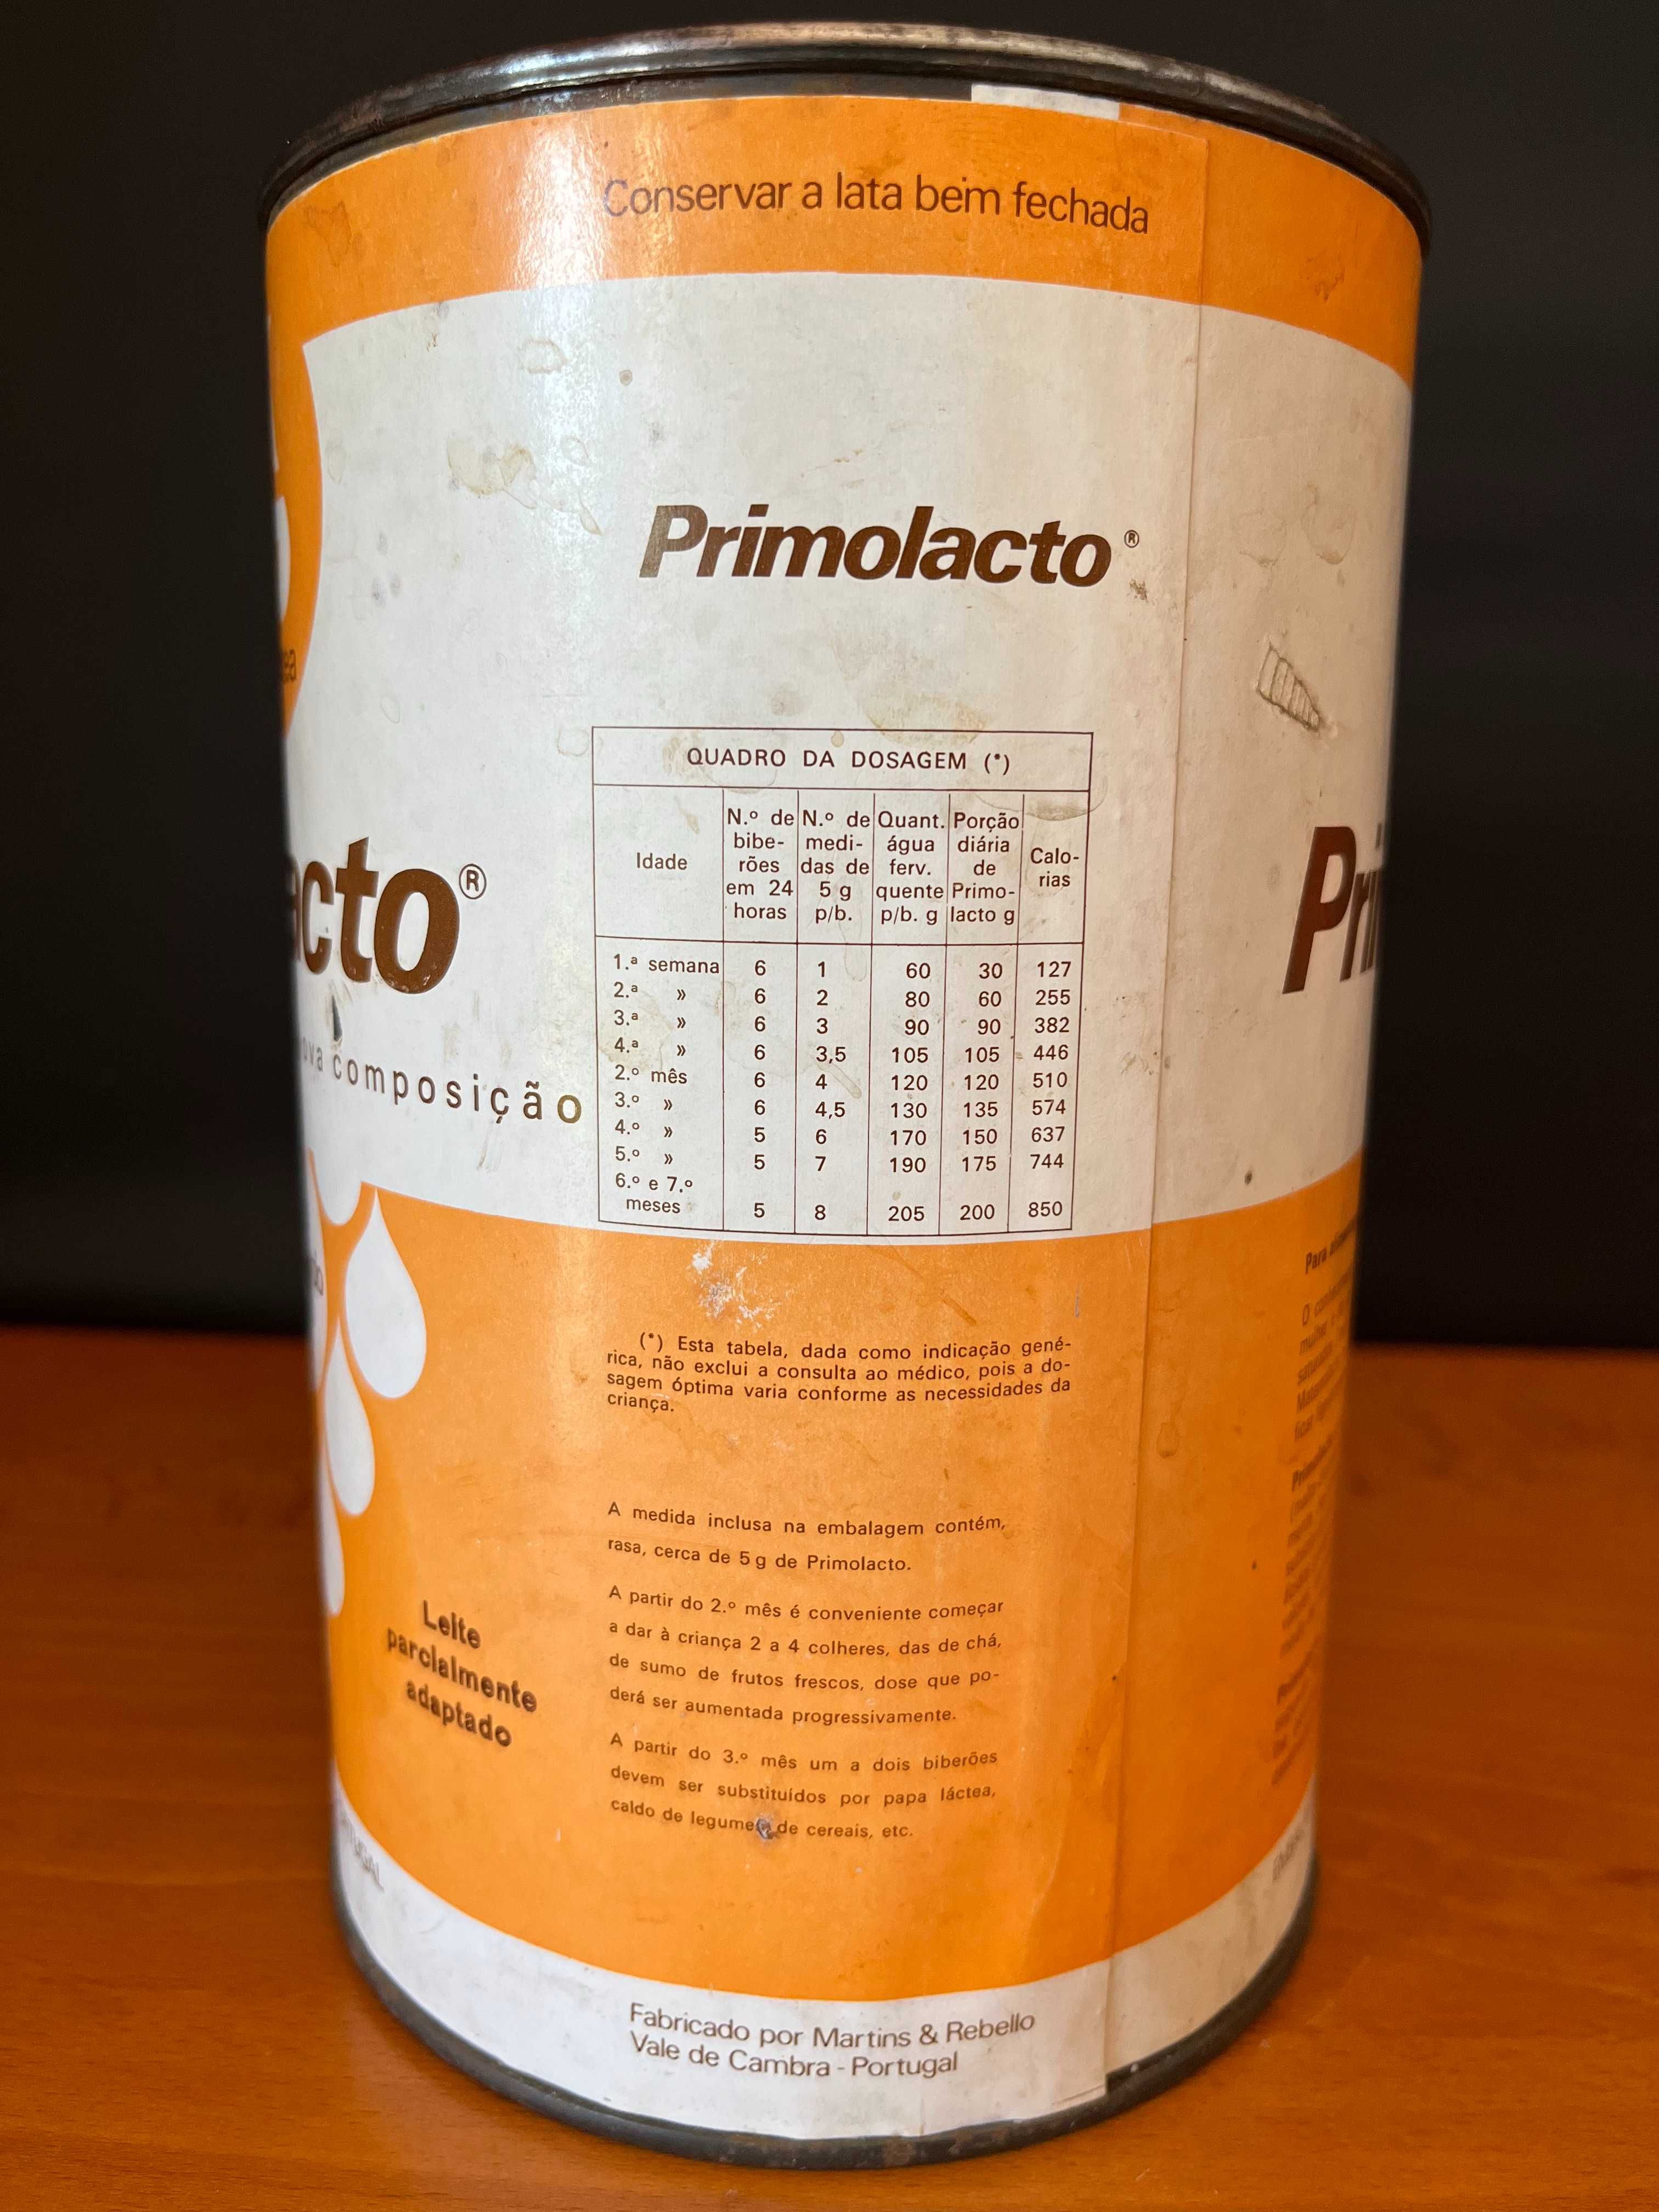 Conservar a lata bem fechada
Primolacto®
QUADRO DA DOSAGEM (*)
Idade
N.º de
bibe-
rões
em 24
horas
N.º de
medi-
das de
5 g
p/b.
Quant.
água
ferv.
quente
p/b. g
Porção
diária
de
Primo-
lacto g
Calo-
rias
1.ª semana 6 1 60 30 127
2.ª » 6 2 80 60 255
3.ª » 6 3 90 90 382
4.ª » 6 3,5 105 105 446
2.º mês 6 4 120 120 510
3.º » 6 4,5 130 135 574
4.º » 5 6 170 150 637
5.º » 5 7 190 175 744
6.º e 7.º
meses 5 8 205 200 850
(*) Esta tabela, dada como indicação gené-
rica, não exclui a consulta ao médico, pois a do-
sagem óptima varia conforme as necessidades da
criança.
A medida inclusa na embalagem contém,
rasa, cerca de 5 g de Primolacto.
A partir do 2.º mês é conveniente começar
a dar à criança 2 a 4 colheres, das de chá,
de sumo de frutos frescos, dose que po-
derá ser aumentada progressivamente.
A partir do 3.º mês um a dois biberões
devem ser substituídos por papa láctea,
caldo de legumes de cereais, etc.
Fabricado por Martins & Rebello
Vale de Cambra - Portugal
acto®
ova composição
Leite
parcialmente
adaptado
Pri
Para